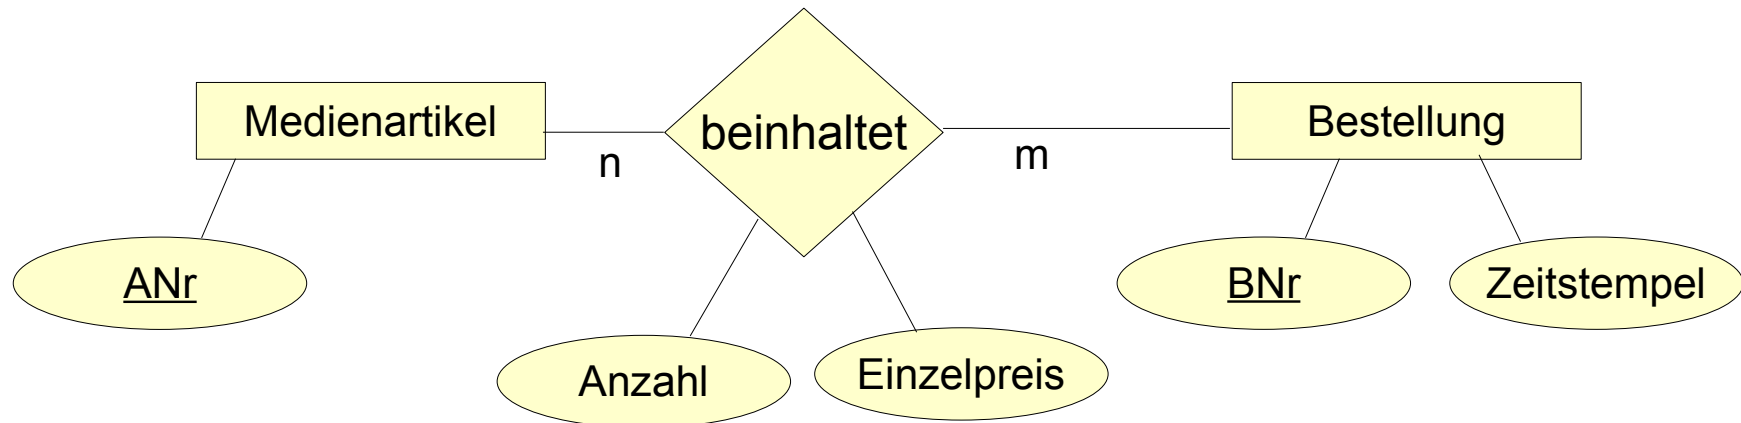 Medienartikel
beinhaltet
Bestellung
n
m
ANr
BNr
Zeitstempel
Anzahl
Einzelpreis